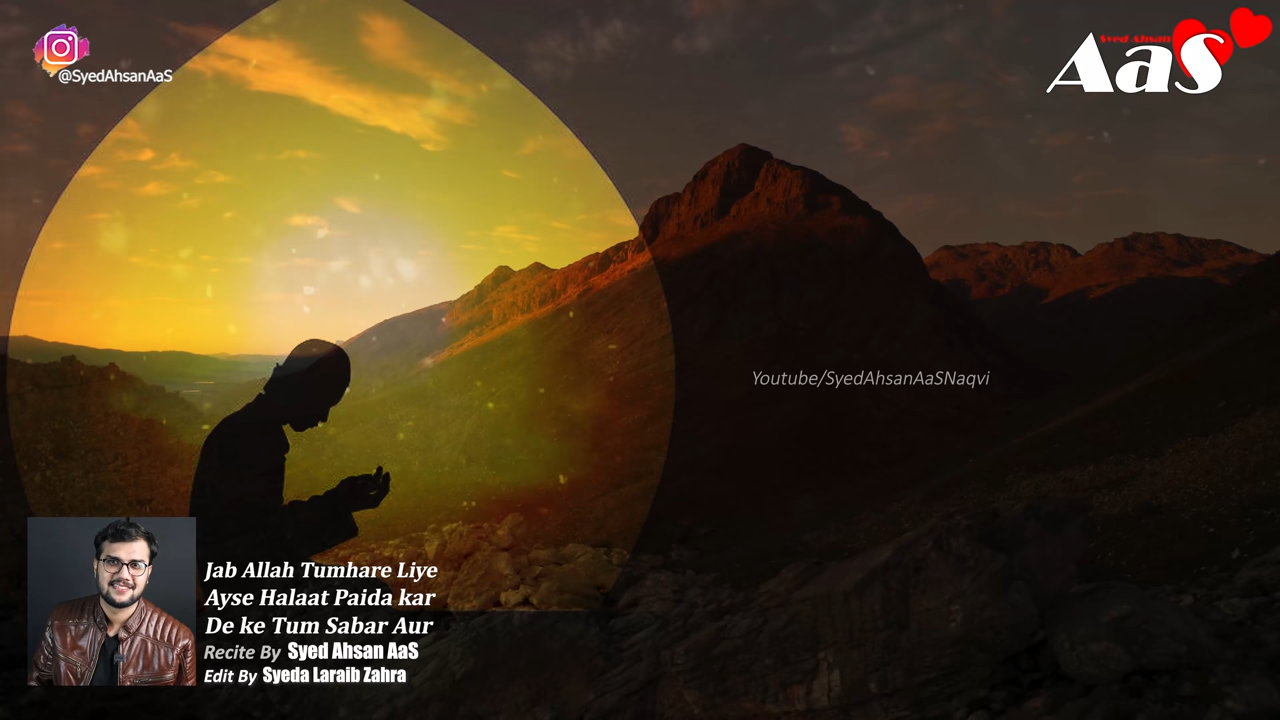 @SyedAhsanAaS
Syed Ahsan
AaS
Youtube/SyedAhsanAaSNaqvi
Jab Allah Tumhare Liye
Ayse Halaat Paida kar
De ke Tum Sabar Aur
Recite By Syed Ahsan AaS
Edit By Syeda Laraib Zahra